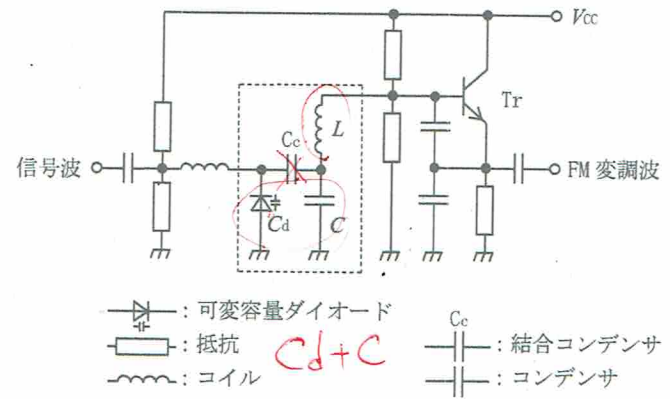 Vcc
Tr
L
Cc
信号波
FM 変調波
Cd
C
：可変容量ダイオード
：抵抗
Cd+C
Cc
：結合コンデンサ
：コイル
：コンデンサ